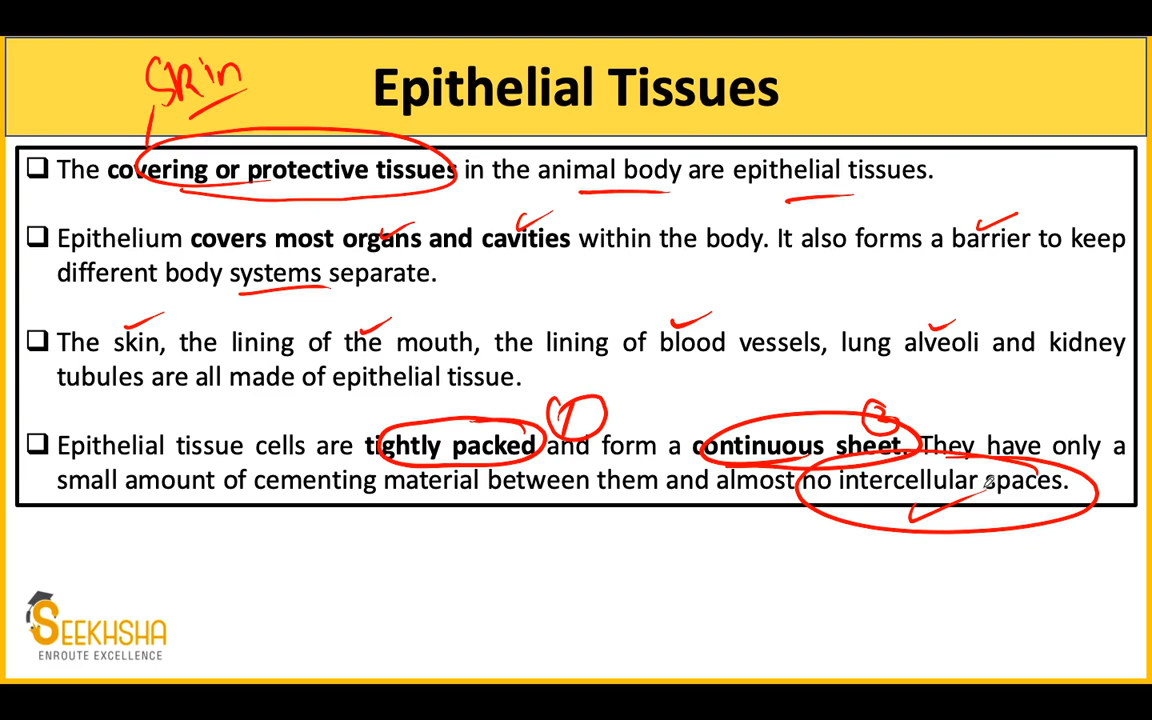 Skin
Epithelial Tissues
❑ The covering or protective tissues in the animal body are epithelial tissues.
❑ Epithelium covers most organs and cavities within the body. It also forms a barrier to keep
different body systems separate.
❑ The skin, the lining of the mouth, the lining of blood vessels, lung alveoli and kidney
tubules are all made of epithelial tissue.
1
2
❑ Epithelial tissue cells are tightly packed and form a continuous sheet. They have only a
small amount of cementing material between them and almost no intercellular spaces.
SEEKHSHA
ENROUTE EXCELLENCE